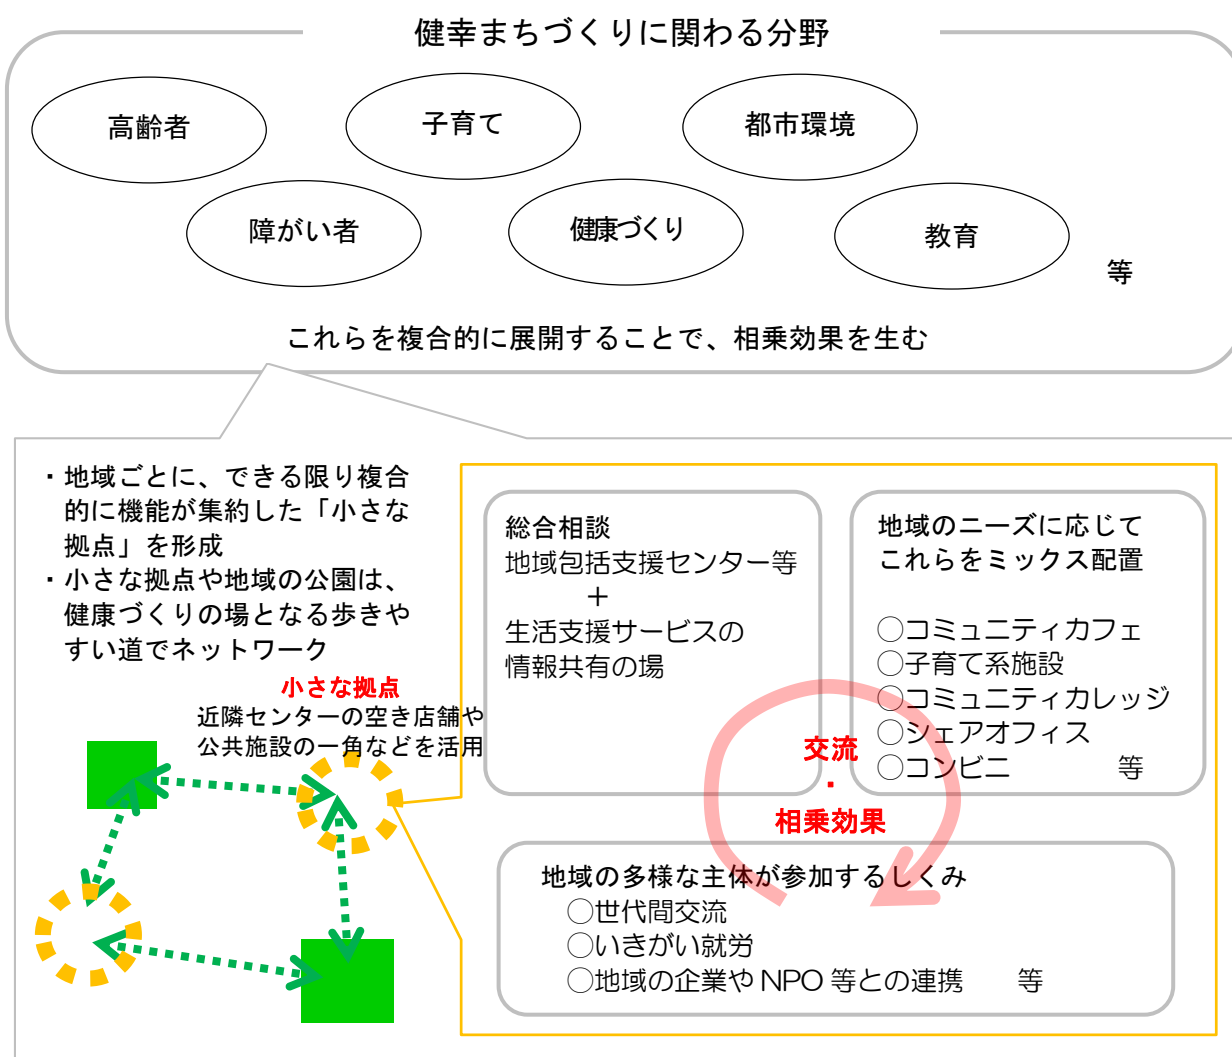 健幸まちづくりに関わる分野
高齢者
子育て
都市環境
障がい者
健康づくり
教育
等
これらを複合的に展開することで、相乗効果を生む
・地域ごとに、できる限り複合
的に機能が集約した「小さな
拠点」を形成
・小さな拠点や地域の公園は、
健康づくりの場となる歩きや
すい道でネットワーク
小さな拠点
近隣センターの空き店舗や
公共施設の一角などを活用
総合相談
地域包括支援センター等
＋
生活支援サービスの
情報共有の場
地域のニーズに応じて
これらをミックス配置
○コミュニティカフェ
○子育て系施設
○コミュニティカレッジ
○シェアオフィス
○コンビニ　　　等
交流
・
相乗効果
地域の多様な主体が参加するしくみ
○世代間交流
○いきがい就労
○地域の企業や NPO 等との連携　　等